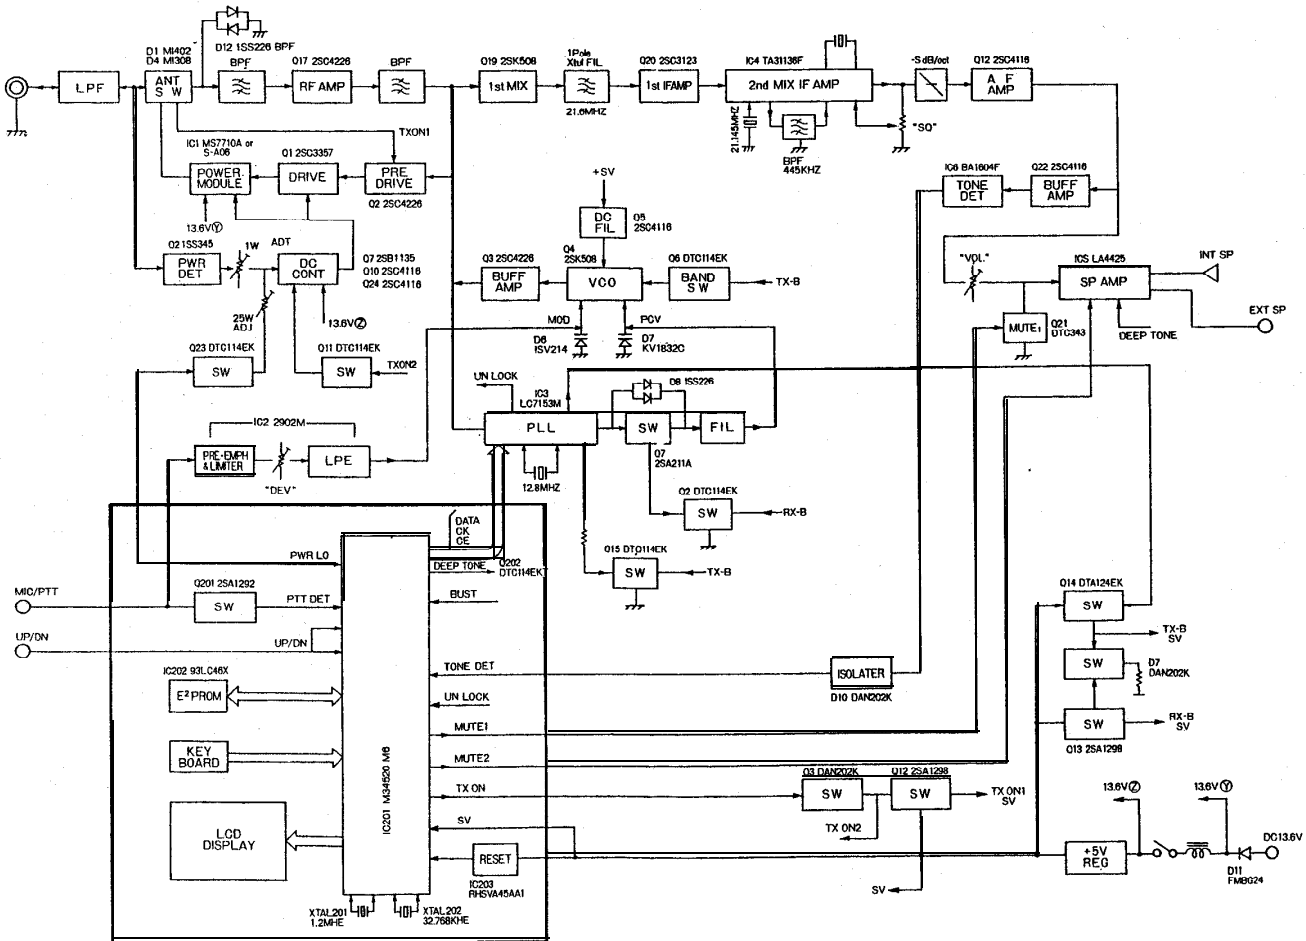 D1 MI402
D4 MI308
D12 1SS226 BPF
BPF
Q17 2SC4226
BPF
Q19 2SK508
1Pole
Xtul FIL
Q20 2SC3123
IC4 TA31136F
-S dB/oct
Q12 2SC4116
LPF
ANT
S W
RF AMP
1st MIX
1st IFAMP
2nd MIX IF AMP
A F
AMP
21.6MHZ
21.145MHZ
BPF
445KHZ
"SQ"
TXON1
IC1 MS7710A or
S-A06
Q1 2SC3357
POWER
MODULE
DRIVE
PRE
DRIVE
Q2 2SC4226
13.6VⓎ
+SV
DC
FIL
Q5
2SC4116
IC6 BA1604F
Q22 2SC4116
TONE
DET
BUFF
AMP
Q21 1SS345
1W
ADT
PWR
DET
DC
CONT
Q7 2SB1135
Q10 2SC4116
Q24 2SC4116
Q3 2SC4226
Q4
2SK508
Q6 DTC114EK
BUFF
AMP
VCO
BAND
S W
TX-B
"VOL."
ICS LA4425
SP AMP
INT SP
EXT SP
25W
ADJ
13.6VⓏ
MOD
PCV
D6
ISV214
D7
KV1832C
MUTE1
Q21
DTC343
DEEP TONE
Q23 DTC114EK
Q11 DTC114EK
SW
SW
TXON2
UN LOCK
IC3
LC7153M
D8 ISS226
PLL
SW
FIL
Q7
2SA211A
IC2 2902M
PRE-EMPH
& LIMITER
LPE
"DEV"
12.8MHZ
Q2 DTC114EK
SW
RX-B
DATA
CK
CE
Q15 DTO114EK
SW
TX-B
PWR LO
DEEP TONE
Q202
DTC114EKT
MIC/PTT
Q201 2SA1292
SW
PTT DET
BUST
Q14 DTA124EK
SW
TX-B
SV
UP/DN
UP/DN
TONE DET
ISOLATER
D10 DAN202K
SW
D7
DAN202K
IC202 93LC46X
E²PROM
UN LOCK
SW
RX-B
SV
Q13 2SA1298
MUTE1
KEY
BOARD
MUTE2
IC201 M34520 M6
TX ON
Q3 DAN202K
Q12 2SA1298
SW
SW
TX ON1
SV
TX ON2
13.6VⓏ
13.6VⓎ
LCD
DISPLAY
SV
RESET
IC203
RHSVA45AA1
SV
+5V
REG
DC13.6V
D11
FMBG24
XTAL201
1.2MHE
XTAL202
32.768KHE